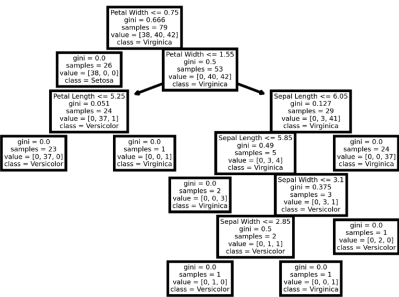 Petal Width <= 0.75
gini = 0.666
samples = 79
value = [38, 40, 42]
class = Virginica
gini = 0.0
samples = 26
value = [38, 0, 0]
class = Setosa
Petal Width <= 1.55
gini = 0.5
samples = 53
value = [0, 40, 42]
class = Virginica
Petal Length <= 5.25
gini = 0.051
samples = 24
value = [0, 37, 1]
class = Versicolor
Sepal Length <= 6.05
gini = 0.127
samples = 29
value = [0, 3, 41]
class = Virginica
gini = 0.0
samples = 23
value = [0, 37, 0]
class = Versicolor
gini = 0.0
samples = 1
value = [0, 0, 1]
class = Virginica
Sepal Length <= 5.85
gini = 0.49
samples = 5
value = [0, 3, 4]
class = Virginica
gini = 0.0
samples = 24
value = [0, 0, 37]
class = Virginica
gini = 0.0
samples = 2
value = [0, 0, 3]
class = Virginica
Sepal Width <= 3.1
gini = 0.375
samples = 3
value = [0, 3, 1]
class = Versicolor
Sepal Width <= 2.85
gini = 0.5
samples = 2
value = [0, 1, 1]
class = Versicolor
gini = 0.0
samples = 1
value = [0, 2, 0]
class = Versicolor
gini = 0.0
samples = 1
value = [0, 1, 0]
class = Versicolor
gini = 0.0
samples = 1
value = [0, 0, 1]
class = Virginica